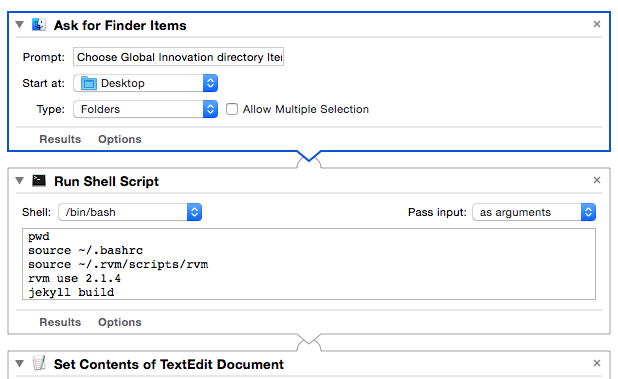 Ask for Finder Items
Prompt: Choose Global Innovation directory Ite
Start at: Desktop
Type: Folders Allow Multiple Selection
Results Options
Run Shell Script
Shell: /bin/bash Pass input: as arguments
pwd
source ~/.bashrc
source ~/.rvm/scripts/rvm
rvm use 2.1.4
jekyll build
Results Options
Set Contents of TextEdit Document